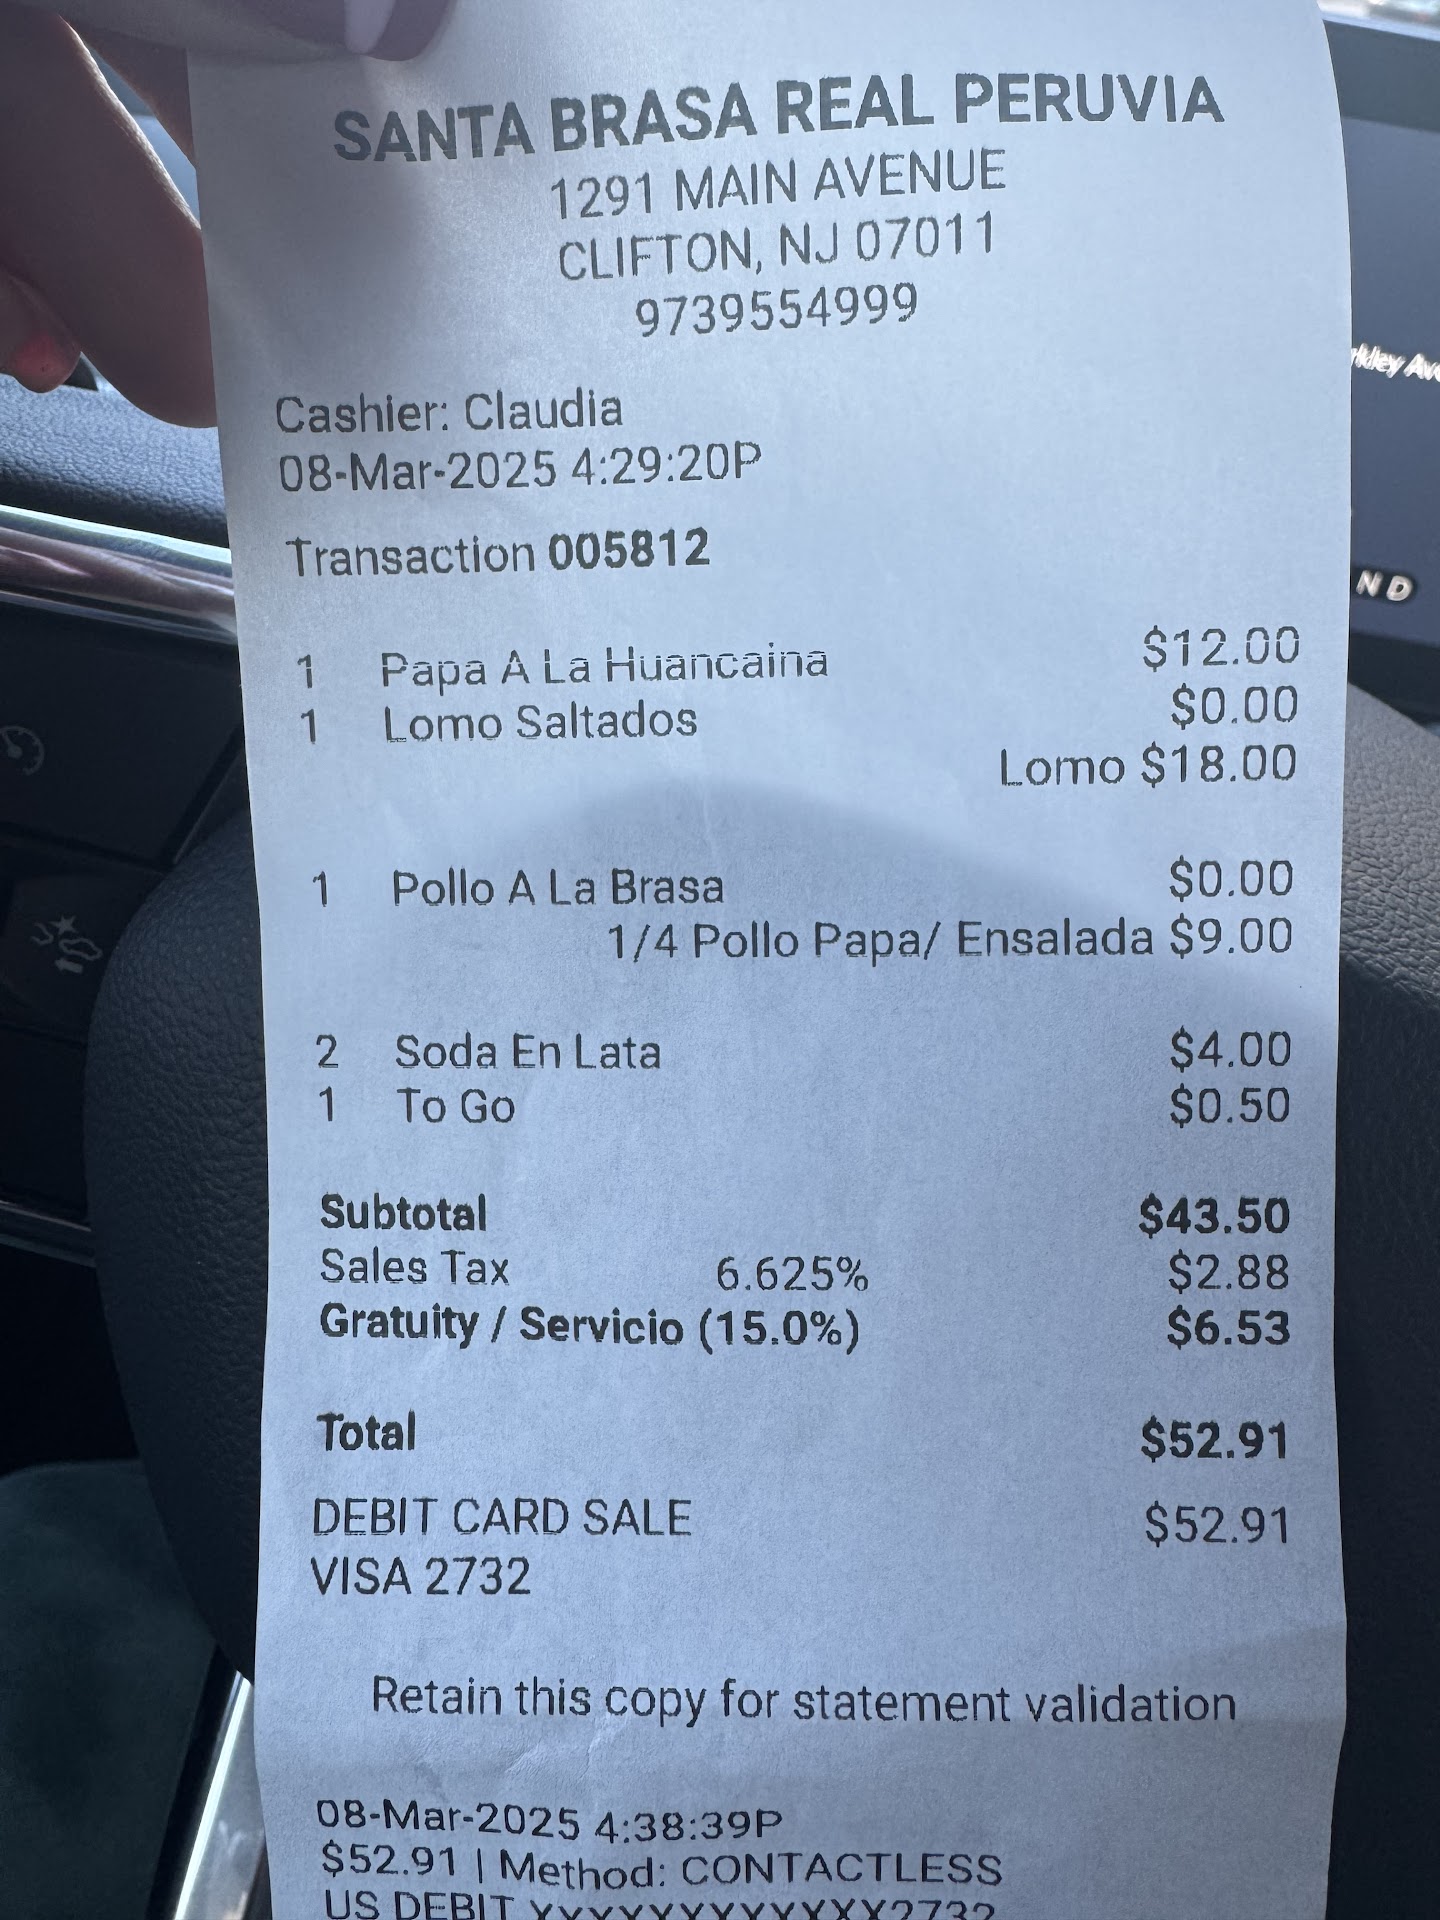 SANTA BRASA REAL PERUVIA
1291 MAIN AVENUE
CLIFTON, NJ 07011
9739554999
Cashier: Claudia
08-Mar-2025 4:29:20P
Transaction 005812
1 Papa A La Huancaina $12.00
1 Lomo Saltados $0.00
Lomo $18.00
1 Pollo A La Brasa $0.00
1/4 Pollo Papa/ Ensalada $9.00
2 Soda En Lata $4.00
1 To Go $0.50
Subtotal $43.50
Sales Tax 6.625% $2.88
Gratuity / Servicio (15.0%) $6.53
Total $52.91
DEBIT CARD SALE $52.91
VISA 2732
Retain this copy for statement validation
08-Mar-2025 4:38:39P
$52.91 | Method: CONTACTLESS
US DEBIT XXXXXXXXXXXX2732
N D